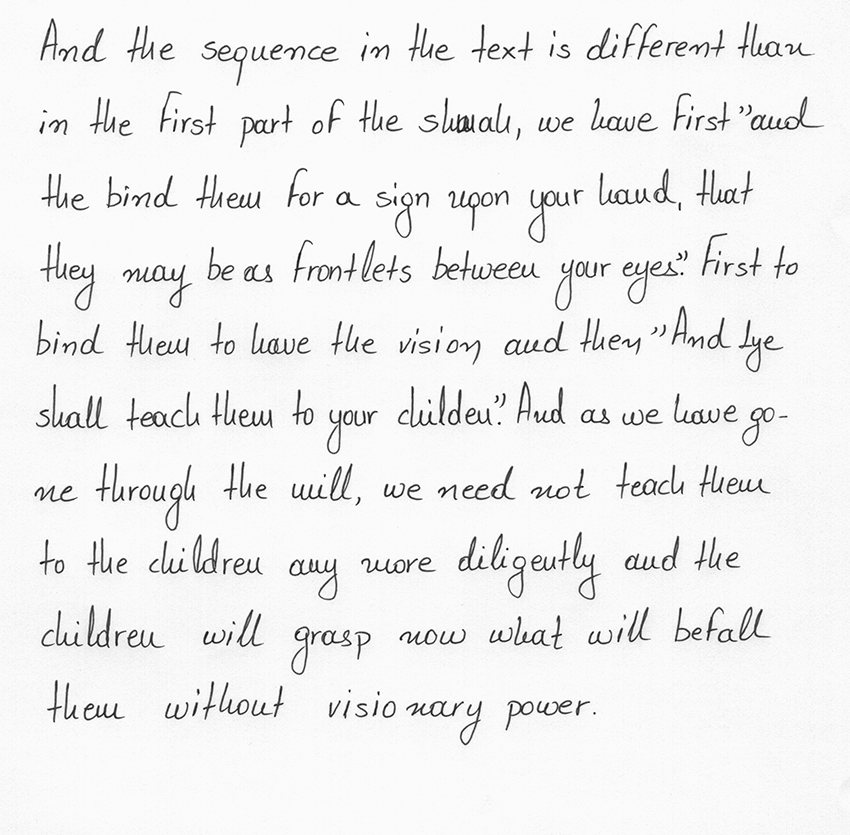 And the sequence in the text is different than
in the first part of the shmah, we have first "and
the bind them for a sign upon your hand, that
they may be as frontlets between your eyes". First to
bind them to have the vision and then "And lye
shall teach them to your childen". And as we have go-
ne through the mill, we need not teach them
to the children any more diligently and the
children will grasp now what will befall
them without visionary power.